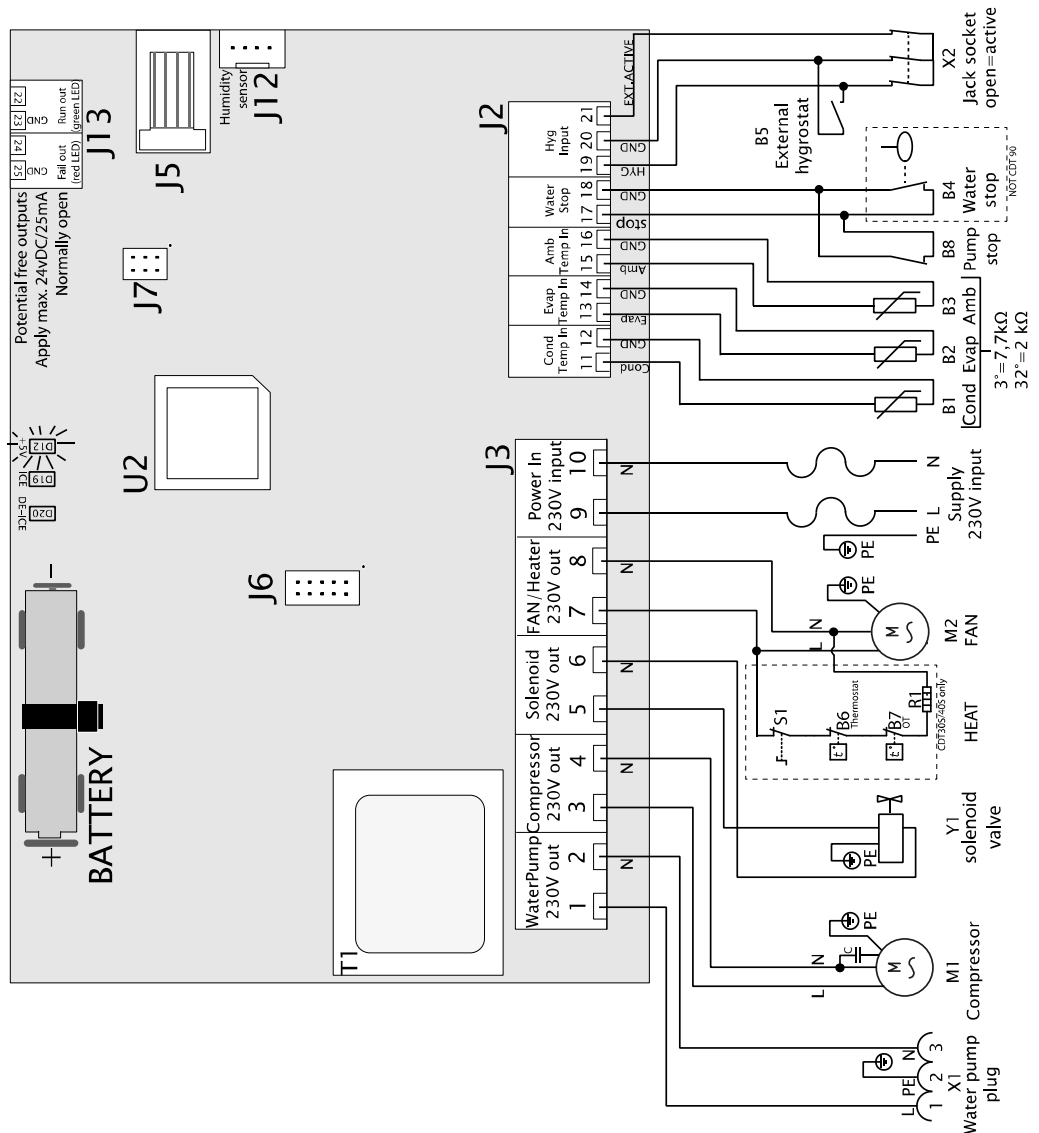 22
23
GND
Run out
(green LED)
24
25
GND
Fail out
(red LED)
J13
Potential free outputs
Apply max. 24vDC/25mA
Normally open
J5
Humidity
sensor
J12
J7
J2
EXT.ACTIVE
Hyg
Input
21
20
19
GND
HYG
Water
Stop
18
17
GND
stop
Amb
Temp In
16
15
GND
Amb
Evap
Temp In
14
13
GND
Evap
Cond
Temp In
12
11
GND
Cond
X2
Jack socket
open=active
B5
External
hygrostat
B4
Water
stop
NOT CDT 90
B8
Pump
stop
B3
Amb
B2
Evap
B1
Cond
3°=7,7kΩ
32°=2 kΩ
+5V
D12
ICE
D19
DE-ICE
D20
U2
J6
BATTERY
+
−
T1
J3
Power In
230V input
10
9
N
FAN/Heater
230V out
8
7
N
Solenoid
230V out
6
5
N
Compressor
230V out
4
3
N
WaterPump
230V out
2
1
N
N
L
PE
PE
Supply
230V input
PE
N
L
M
M2
FAN
S1
t°
B6
Thermostat
t°
B7
OT
R1
CDT30S/40S only
HEAT
PE
Y1
solenoid
valve
PE
C
N
L
M
M1
Compressor
N
PE
L
3
2
1
X1
Water pump
plug